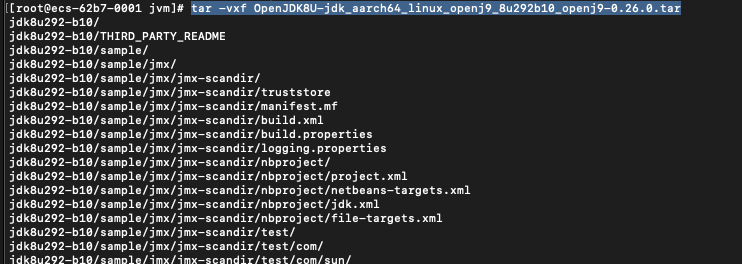 [[root@ecs-62b7-0001 jvm]# tar -vxf OpenJDK8U-jdk_aarch64_linux_openj9_8u292b10_openj9-0.26.0.tar
jdk8u292-b10/
jdk8u292-b10/THIRD_PARTY_README
jdk8u292-b10/sample/
jdk8u292-b10/sample/jmx/
jdk8u292-b10/sample/jmx/jmx-scandir/
jdk8u292-b10/sample/jmx/jmx-scandir/truststore
jdk8u292-b10/sample/jmx/jmx-scandir/manifest.mf
jdk8u292-b10/sample/jmx/jmx-scandir/build.xml
jdk8u292-b10/sample/jmx/jmx-scandir/build.properties
jdk8u292-b10/sample/jmx/jmx-scandir/logging.properties
jdk8u292-b10/sample/jmx/jmx-scandir/nbproject/
jdk8u292-b10/sample/jmx/jmx-scandir/nbproject/project.xml
jdk8u292-b10/sample/jmx/jmx-scandir/nbproject/netbeans-targets.xml
jdk8u292-b10/sample/jmx/jmx-scandir/nbproject/jdk.xml
jdk8u292-b10/sample/jmx/jmx-scandir/nbproject/file-targets.xml
jdk8u292-b10/sample/jmx/jmx-scandir/test/
jdk8u292-b10/sample/jmx/jmx-scandir/test/com/
jdk8u292-b10/sample/jmx/jmx-scandir/test/com/sun/